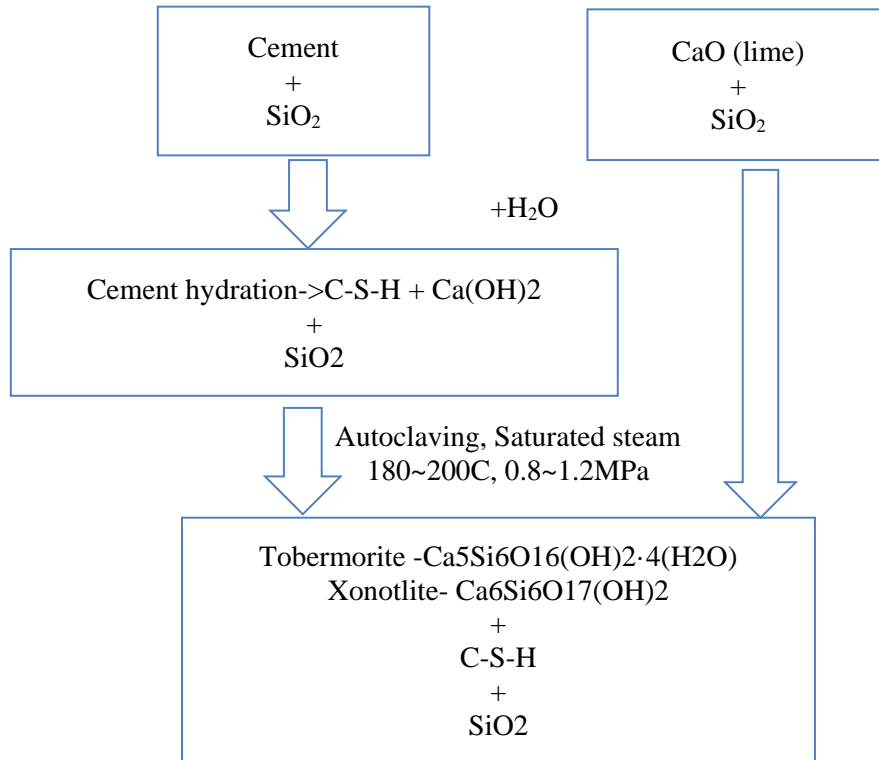 Cement
+
SiO₂
CaO (lime)
+
SiO₂
+H₂O
Cement hydration->C-S-H + Ca(OH)2
+
SiO2
Autoclaving, Saturated steam
180~200C, 0.8~1.2MPa
Tobermorite -Ca5Si6O16(OH)2·4(H2O)
Xonotlite- Ca6Si6O17(OH)2
+
C-S-H
+
SiO2